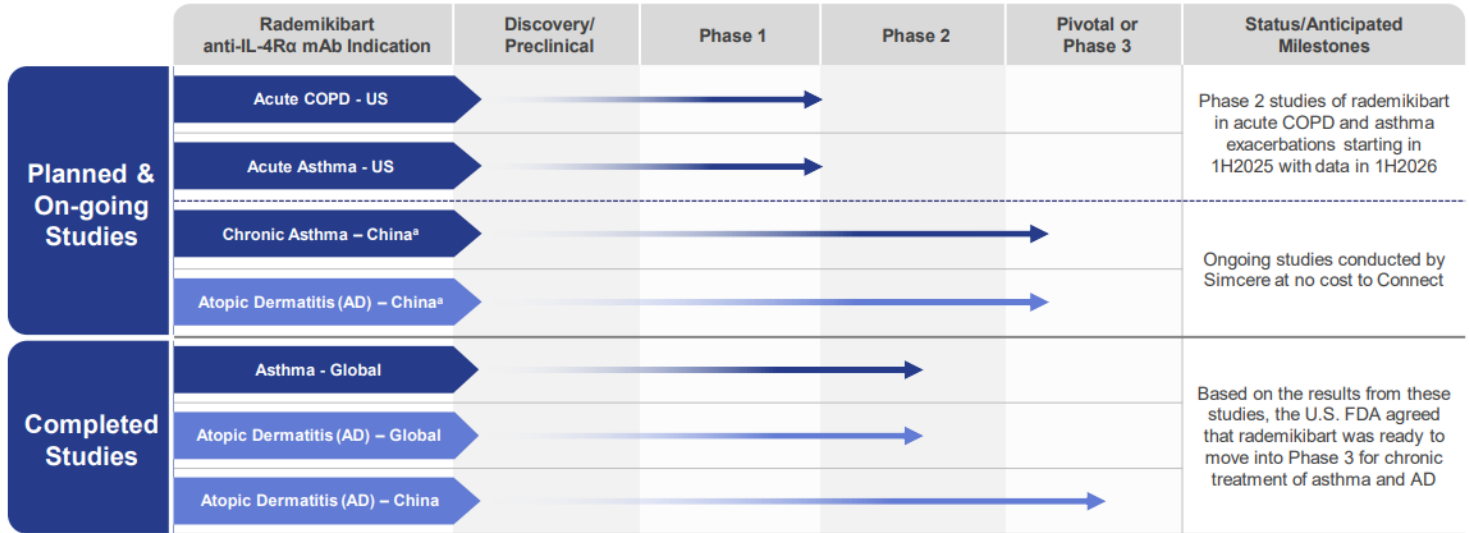 Rademikibart
anti-IL-4Rα mAb Indication
Discovery/
Preclinical
Phase 1
Phase 2
Pivotal or
Phase 3
Status/Anticipated
Milestones
Planned &
On-going
Studies
Acute COPD - US
Acute Asthma - US
Phase 2 studies of rademikibart
in acute COPD and asthma
exacerbations starting in
1H2025 with data in 1H2026
Chronic Asthma – Chinaª
Atopic Dermatitis (AD) – Chinaª
Ongoing studies conducted by
Simcere at no cost to Connect
Completed
Studies
Asthma - Global
Atopic Dermatitis (AD) – Global
Atopic Dermatitis (AD) – China
Based on the results from these
studies, the U.S. FDA agreed
that rademikibart was ready to
move into Phase 3 for chronic
treatment of asthma and AD